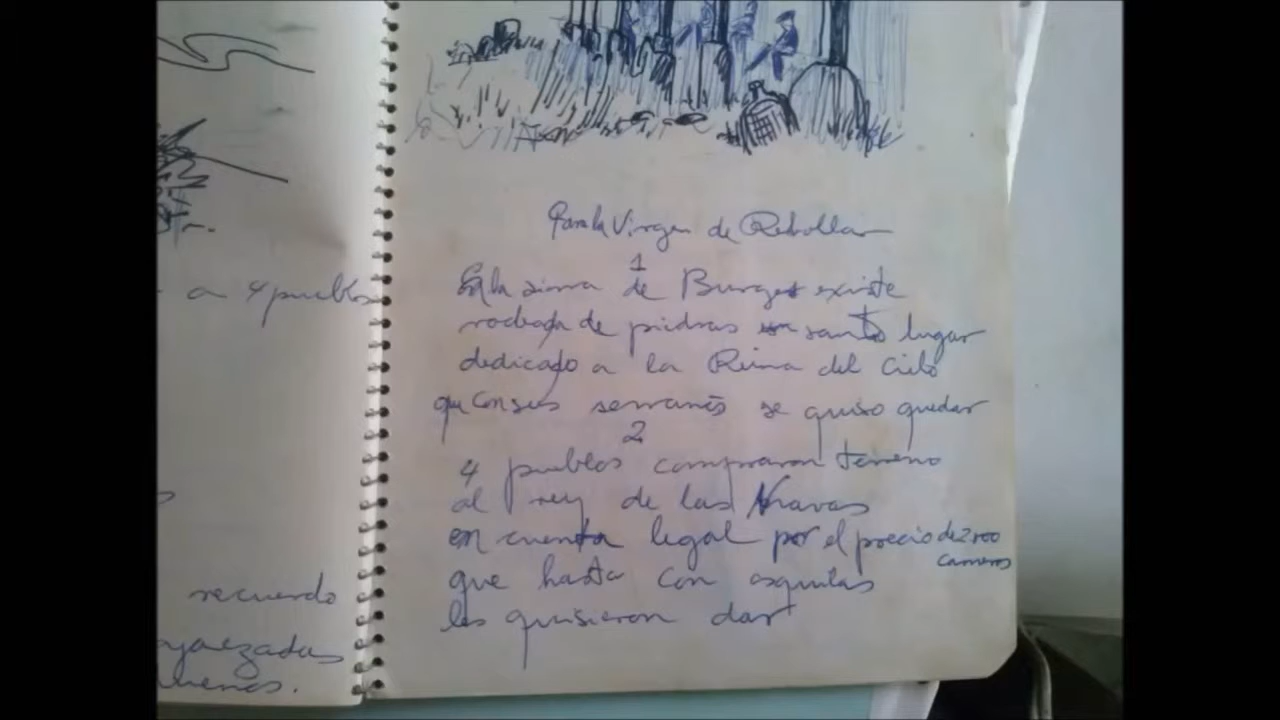 a 4 pueblos
recuerdo
Para la Virgen de Rebollar
1
En la sierra de Burgos existe
rodeada de piedras un santo lugar
dedicado a la Reina del Cielo
que con sus serranos se quiso quedar
2
4 pueblos compraron terreno
al rey de las Navas
en cuenta legal por el precio de 2000
carneros
que hasta con esquilas
les quisieron dar